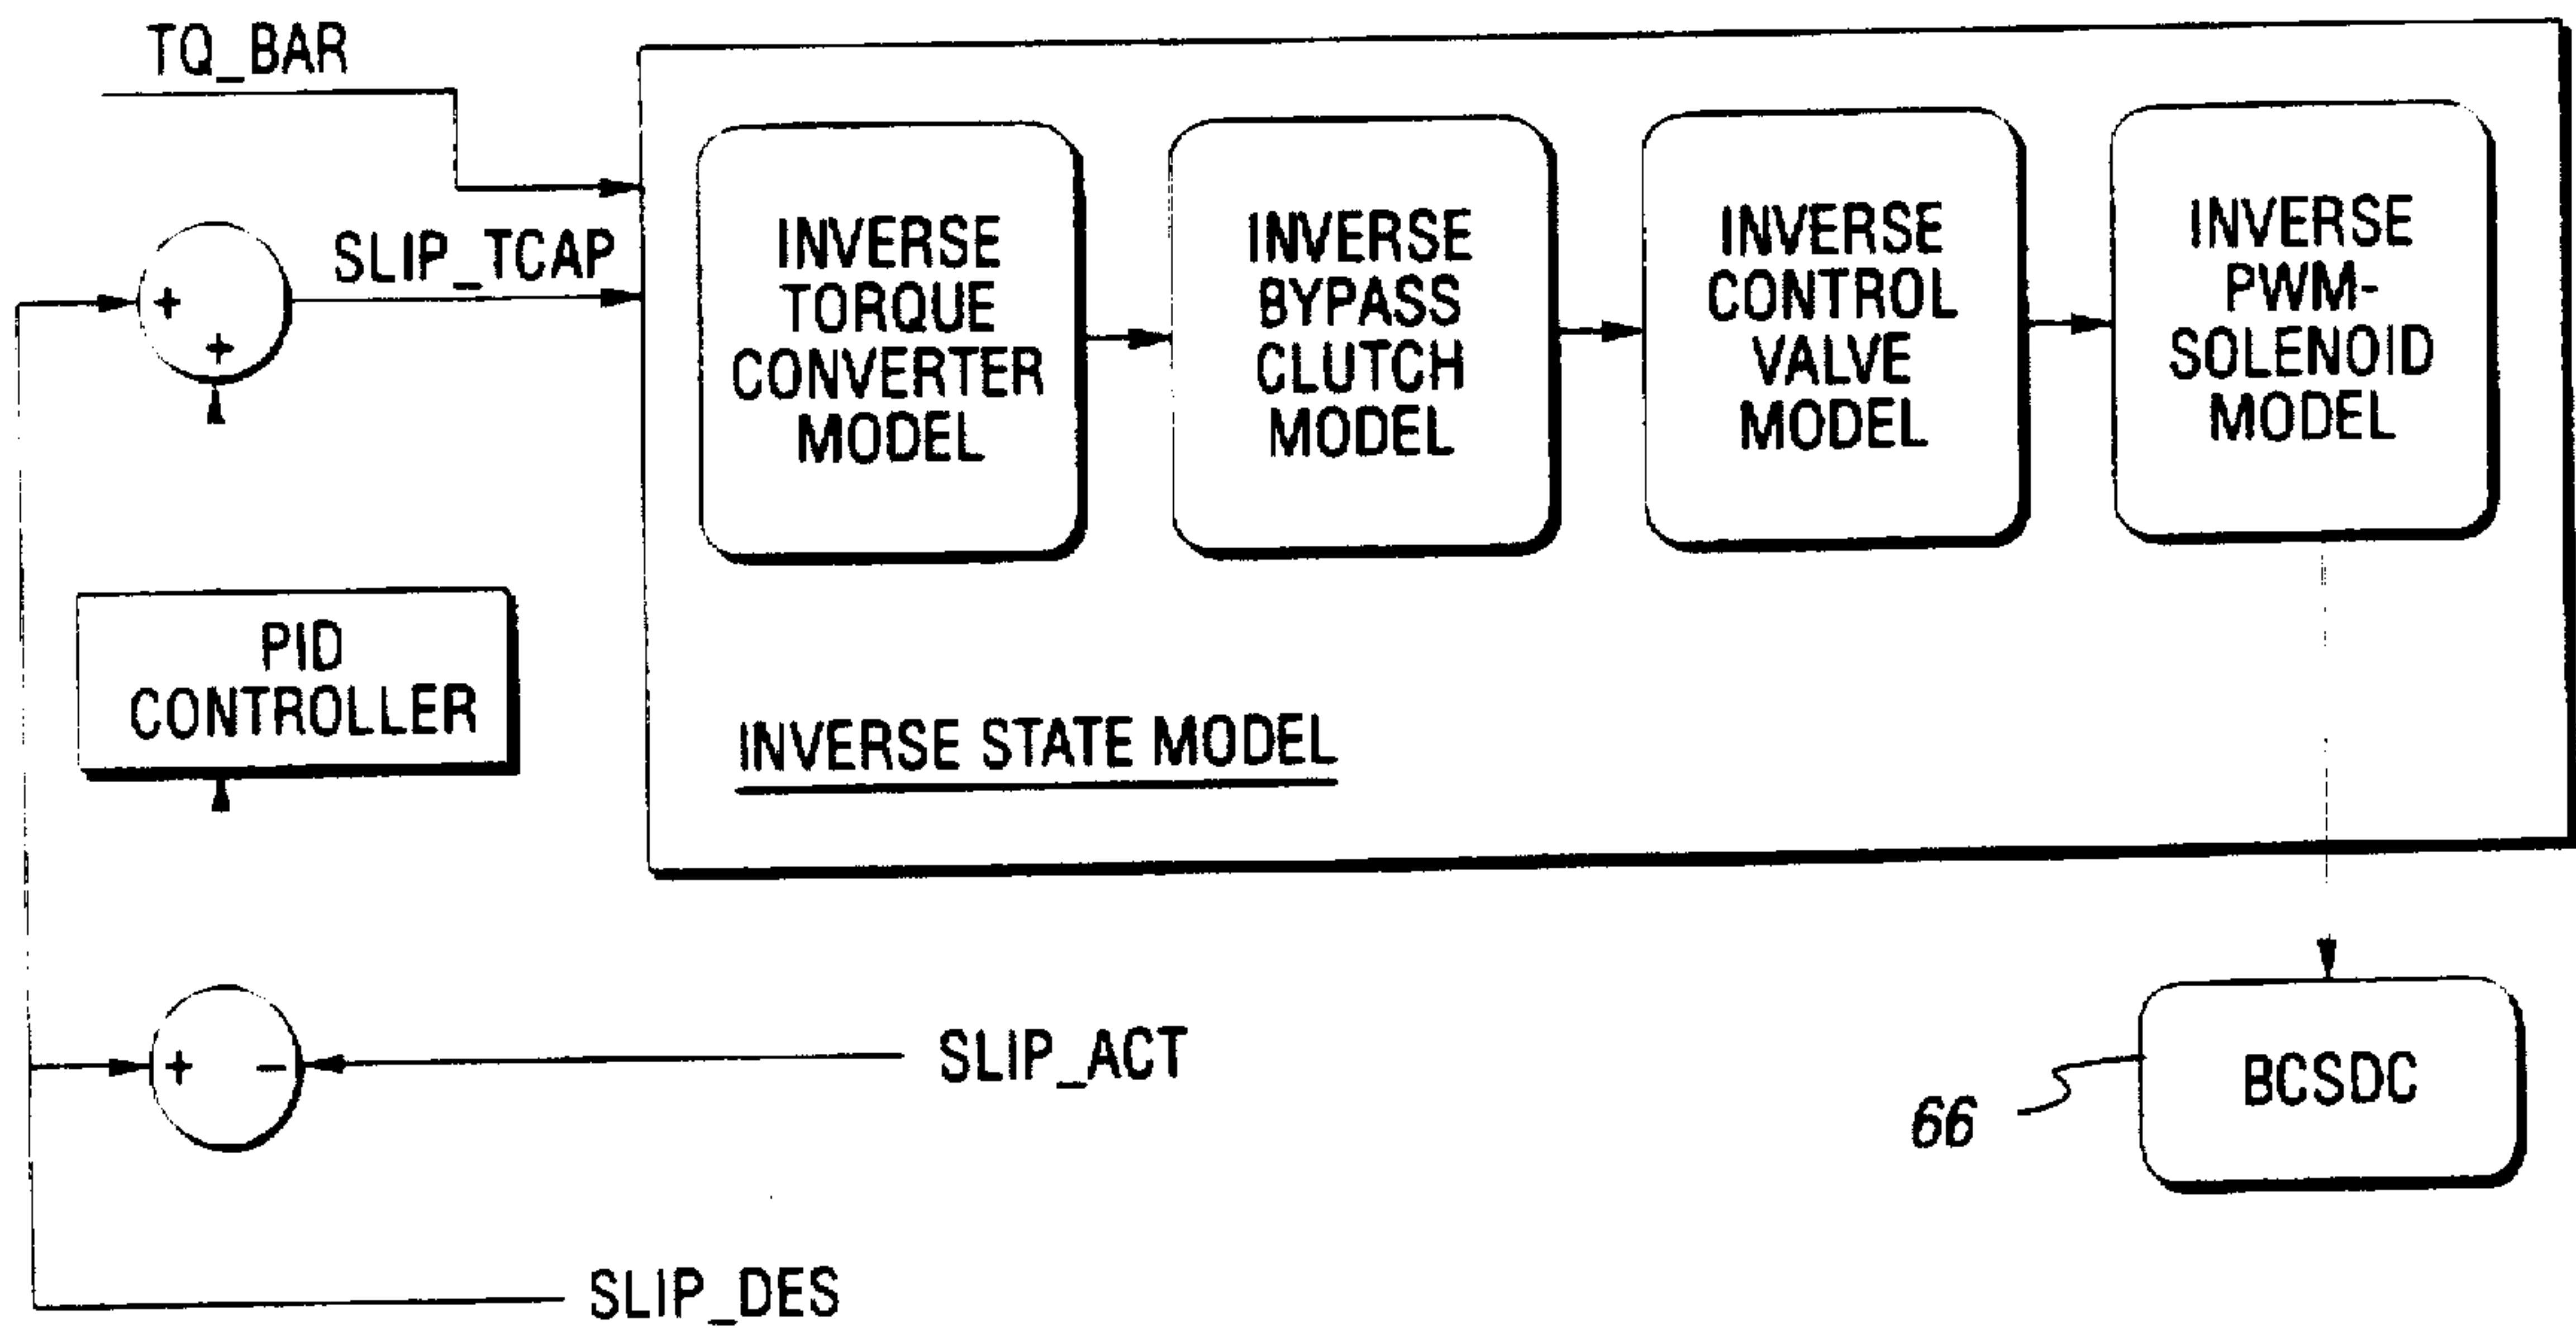 TQ_BAR
SLIP_TCAP
+
+
INVERSE
TORQUE
CONVERTER
MODEL
INVERSE
BYPASS
CLUTCH
MODEL
INVERSE
CONTROL
VALVE
MODEL
INVERSE
PWM-
SOLENOID
MODEL
PID
CONTROLLER
INVERSE STATE MODEL
+ -
SLIP_ACT
66
BCSDC
SLIP_DES